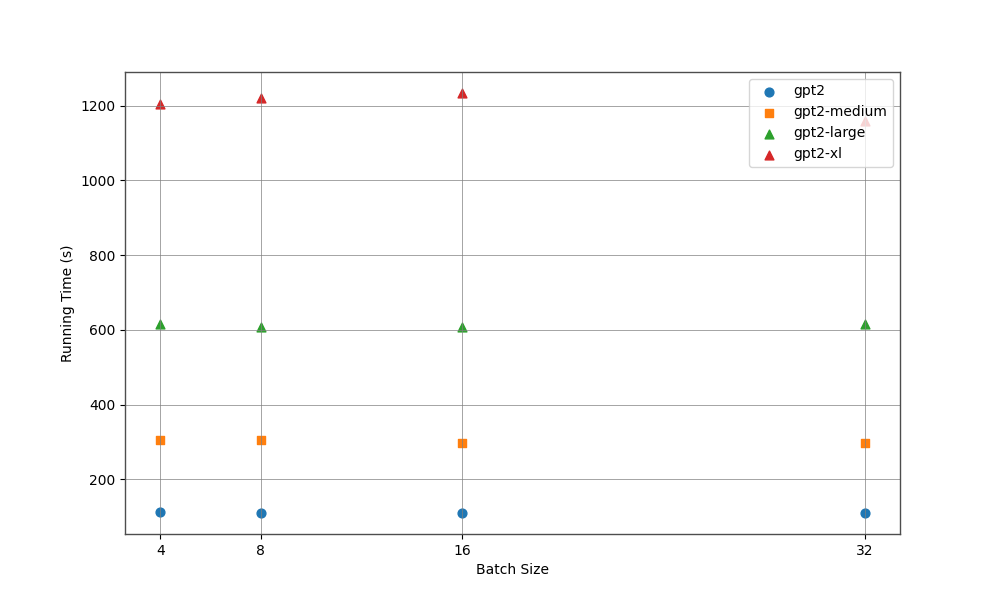 gpt2
gpt2-medium
gpt2-large
gpt2-xl
1200
1000
800
600
400
200
Running Time (s)
4 8 16 32
Batch Size